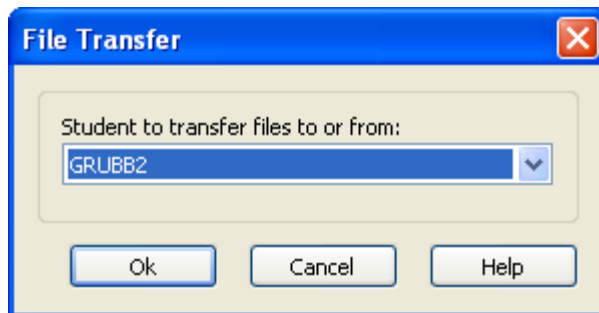 File Transfer
Student to transfer files to or from:
GRUBB2
Ok
Cancel
Help